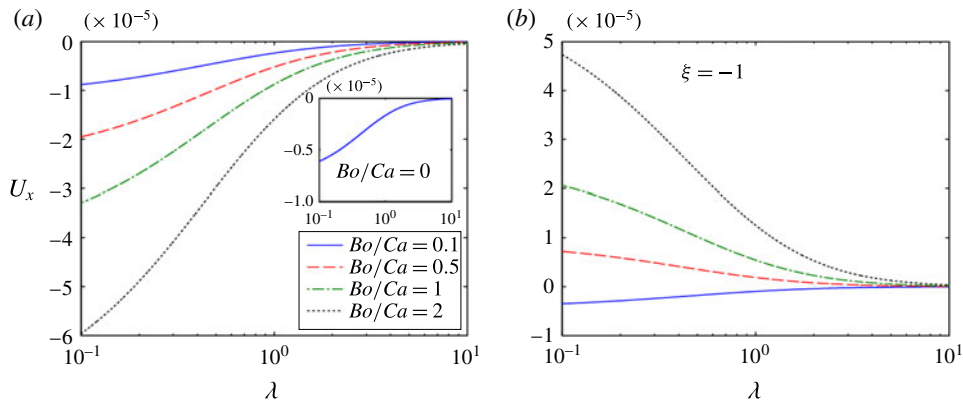 (a) (× 10⁻⁵)
0
−1
−2
−3
−4
−5
−6
Uₓ
10⁻¹ 10⁰ 10¹
λ
(× 10⁻⁵)
0
−0.5
−1.0
Bo/Ca = 0
10⁻¹ 10⁰ 10¹
Bo/Ca = 0.1
Bo/Ca = 0.5
Bo/Ca = 1
Bo/Ca = 2
(b) (× 10⁻⁵)
5
4
3
2
1
0
−1
ξ = −1
10⁻¹ 10⁰ 10¹
λ